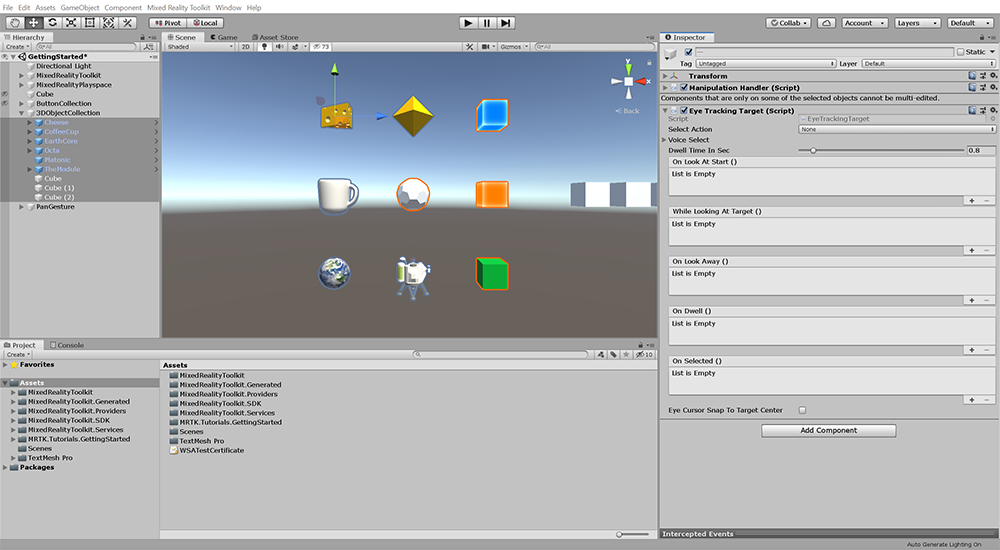 File Edit Assets GameObject Component Mixed Reality Toolkit Window Help
Pivot Local Collab Account Layers Default
Hierarchy
Create All
GettingStarted*
Directional Light
MixedRealityToolkit
MixedRealityPlayspace
Cube
ButtonCollection
3DObjectCollection
Cheese
CoffeeCup
EarthCore
Octa
Platonic
TheModule
Cube
Cube (1)
Cube (2)
PanGesture
Scene Game Asset Store
Shaded 2D 73 Gizmos All
y
x
z
Back
Inspector
— Static
Tag Untagged Layer Default
Transform
Manipulation Handler (Script)
Components that are only on some of the selected objects cannot be multi-edited.
Eye Tracking Target (Script)
Script EyeTrackingTarget
Select Action None
Voice Select
Dwell Time In Sec 0.8
On Look At Start ()
List is Empty
+ −
While Looking At Target ()
List is Empty
+ −
On Look Away ()
List is Empty
+ −
On Dwell ()
List is Empty
+ −
On Selected ()
List is Empty
+ −
Eye Cursor Snap To Target Center
Add Component
Intercepted Events
Project Console
Create 10
Favorites
Assets
MixedRealityToolkit
MixedRealityToolkit.Generated
MixedRealityToolkit.Providers
MixedRealityToolkit.SDK
MixedRealityToolkit.Services
MRTK.Tutorials.GettingStarted
Scenes
TextMesh Pro
Packages
Assets
MixedRealityToolkit
MixedRealityToolkit.Generated
MixedRealityToolkit.Providers
MixedRealityToolkit.SDK
MixedRealityToolkit.Services
MRTK.Tutorials.GettingStarted
Scenes
TextMesh Pro
WSATestCertificate
Auto Generate Lighting On